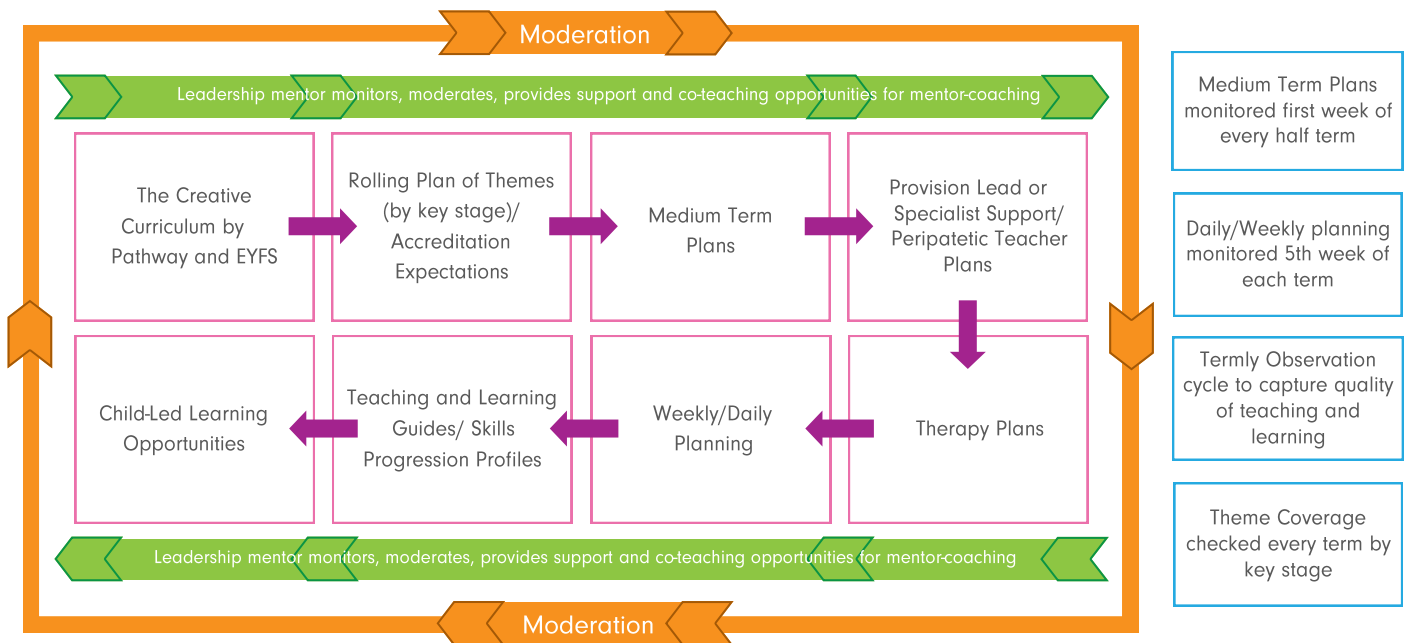 Moderation
Leadership mentor monitors, moderates, provides support and co-teaching opportunities for mentor-coaching
The Creative
Curriculum by
Pathway and EYFS
Rolling Plan of Themes
(by key stage)/
Accreditation
Expectations
Medium Term
Plans
Provision Lead or
Specialist Support/
Peripatetic Teacher
Plans
Therapy Plans
Weekly/Daily
Planning
Teaching and Learning
Guides/ Skills
Progression Profiles
Child-Led Learning
Opportunities
Leadership mentor monitors, moderates, provides support and co-teaching opportunities for mentor-coaching
Moderation
Medium Term Plans
monitored first week of
every half term
Daily/Weekly planning
monitored 5th week of
each term
Termly Observation
cycle to capture quality
of teaching and
learning
Theme Coverage
checked every term by
key stage